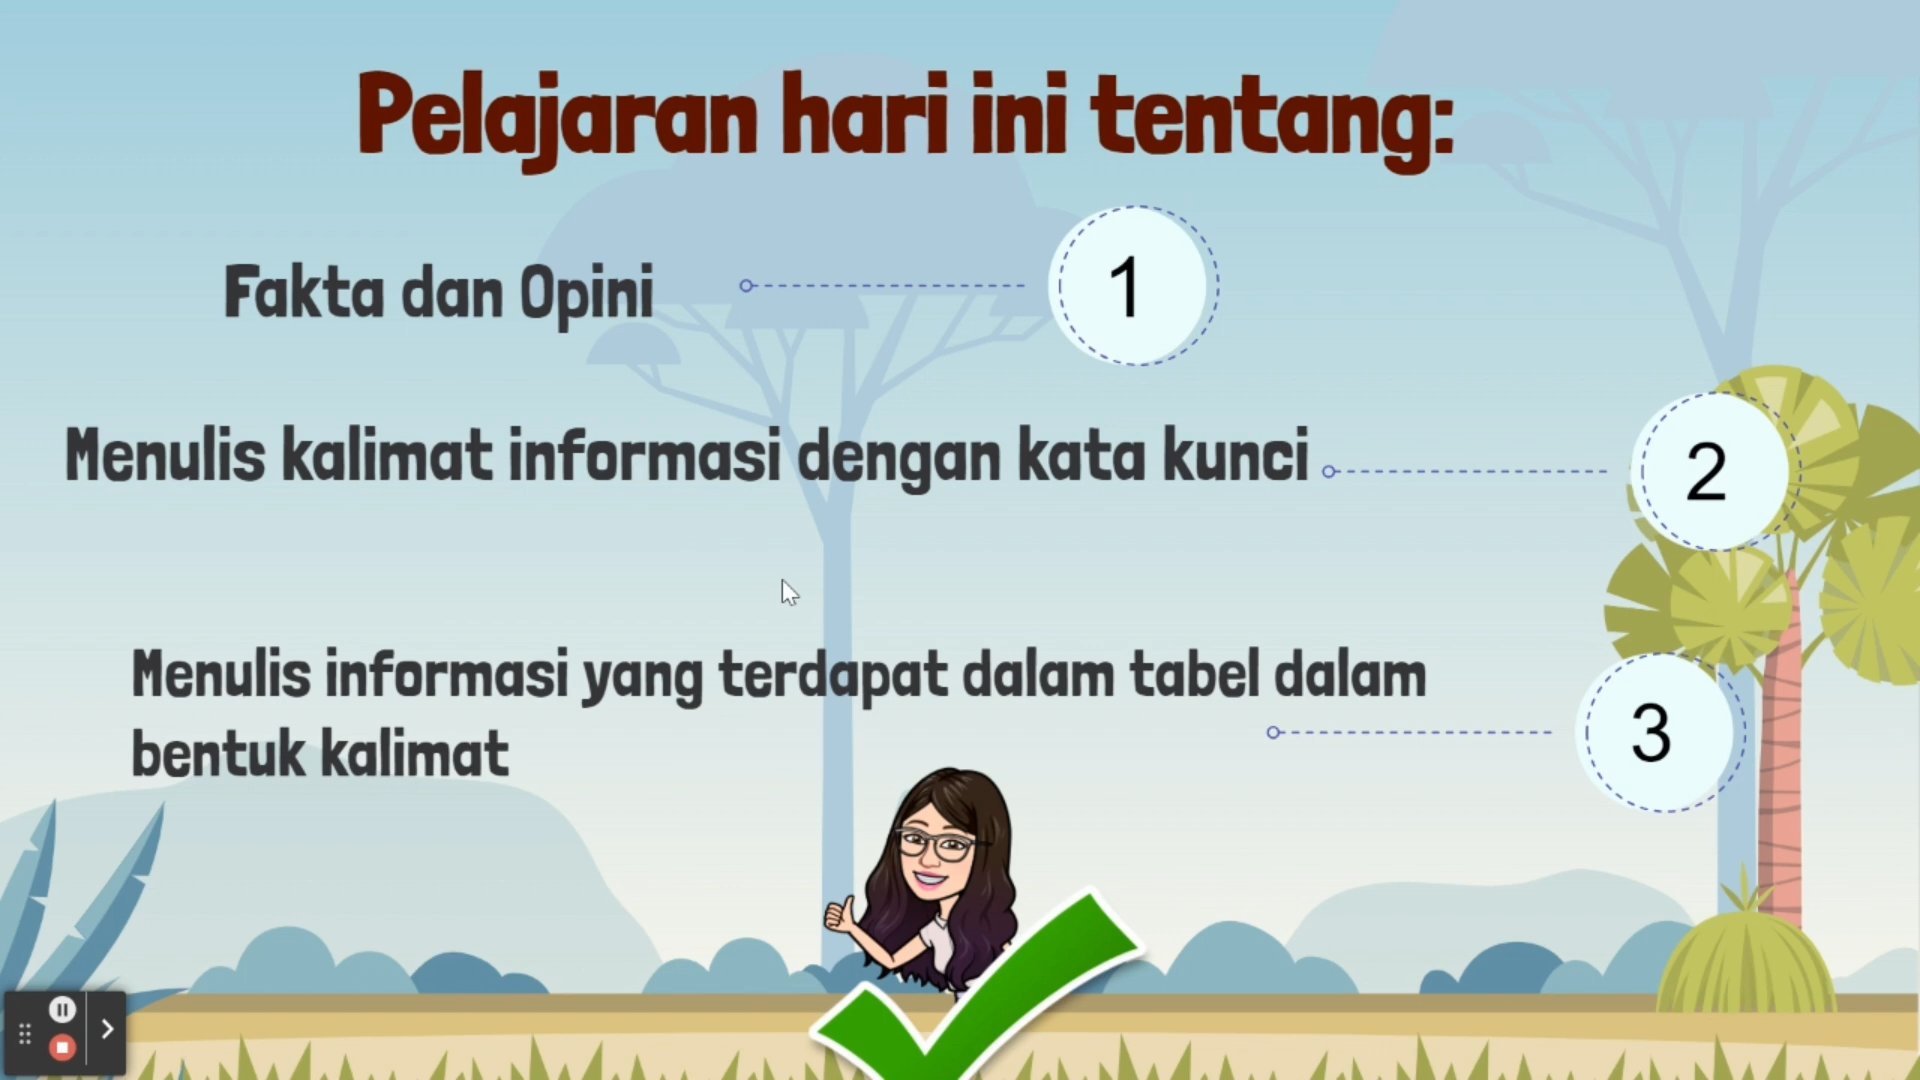 Pelajaran hari ini tentang:
Fakta dan Opini
1
Menulis kalimat informasi dengan kata kunci
2
Menulis informasi yang terdapat dalam tabel dalam
bentuk kalimat
3